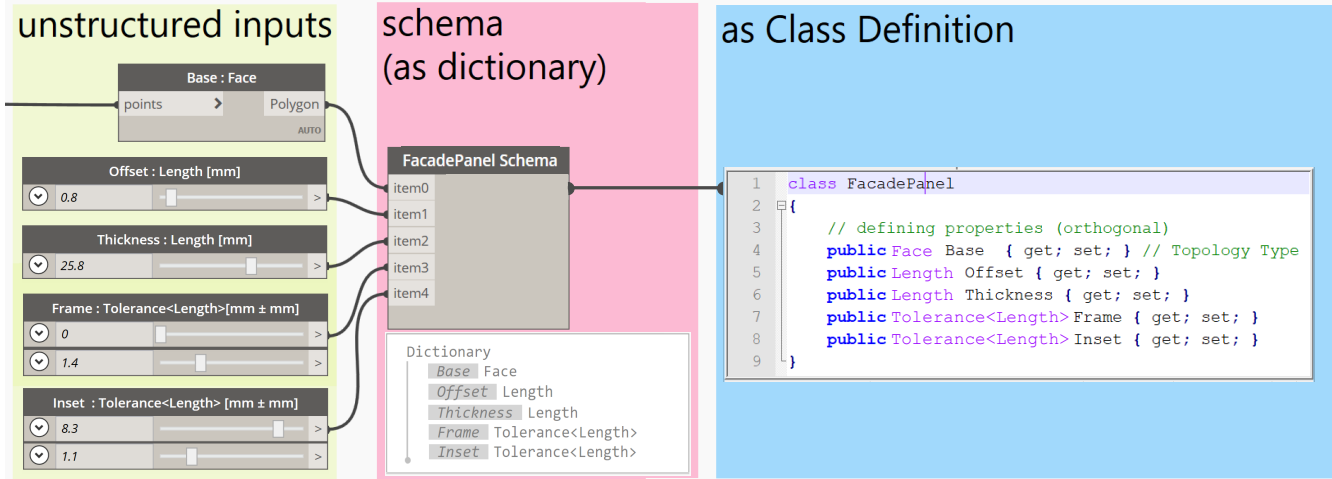 unstructured inputs
Base : Face
points > Polygon
AUTO
Offset : Length [mm]
0.8 >
Thickness : Length [mm]
25.8 >
Frame : Tolerance<Length>[mm ± mm]
0 >
1.4 >
Inset : Tolerance<Length> [mm ± mm]
8.3 >
1.1 >
schema
(as dictionary)
FacadePanel Schema
item0
item1
item2
item3
item4
Dictionary
Base Face
Offset Length
Thickness Length
Frame Tolerance<Length>
Inset Tolerance<Length>
as Class Definition
1 class FacadePanel
2 {
3 // defining properties (orthogonal)
4 public Face Base { get; set; } // Topology Type
5 public Length Offset { get; set; }
6 public Length Thickness { get; set; }
7 public Tolerance<Length> Frame { get; set; }
8 public Tolerance<Length> Inset { get; set; }
9 }